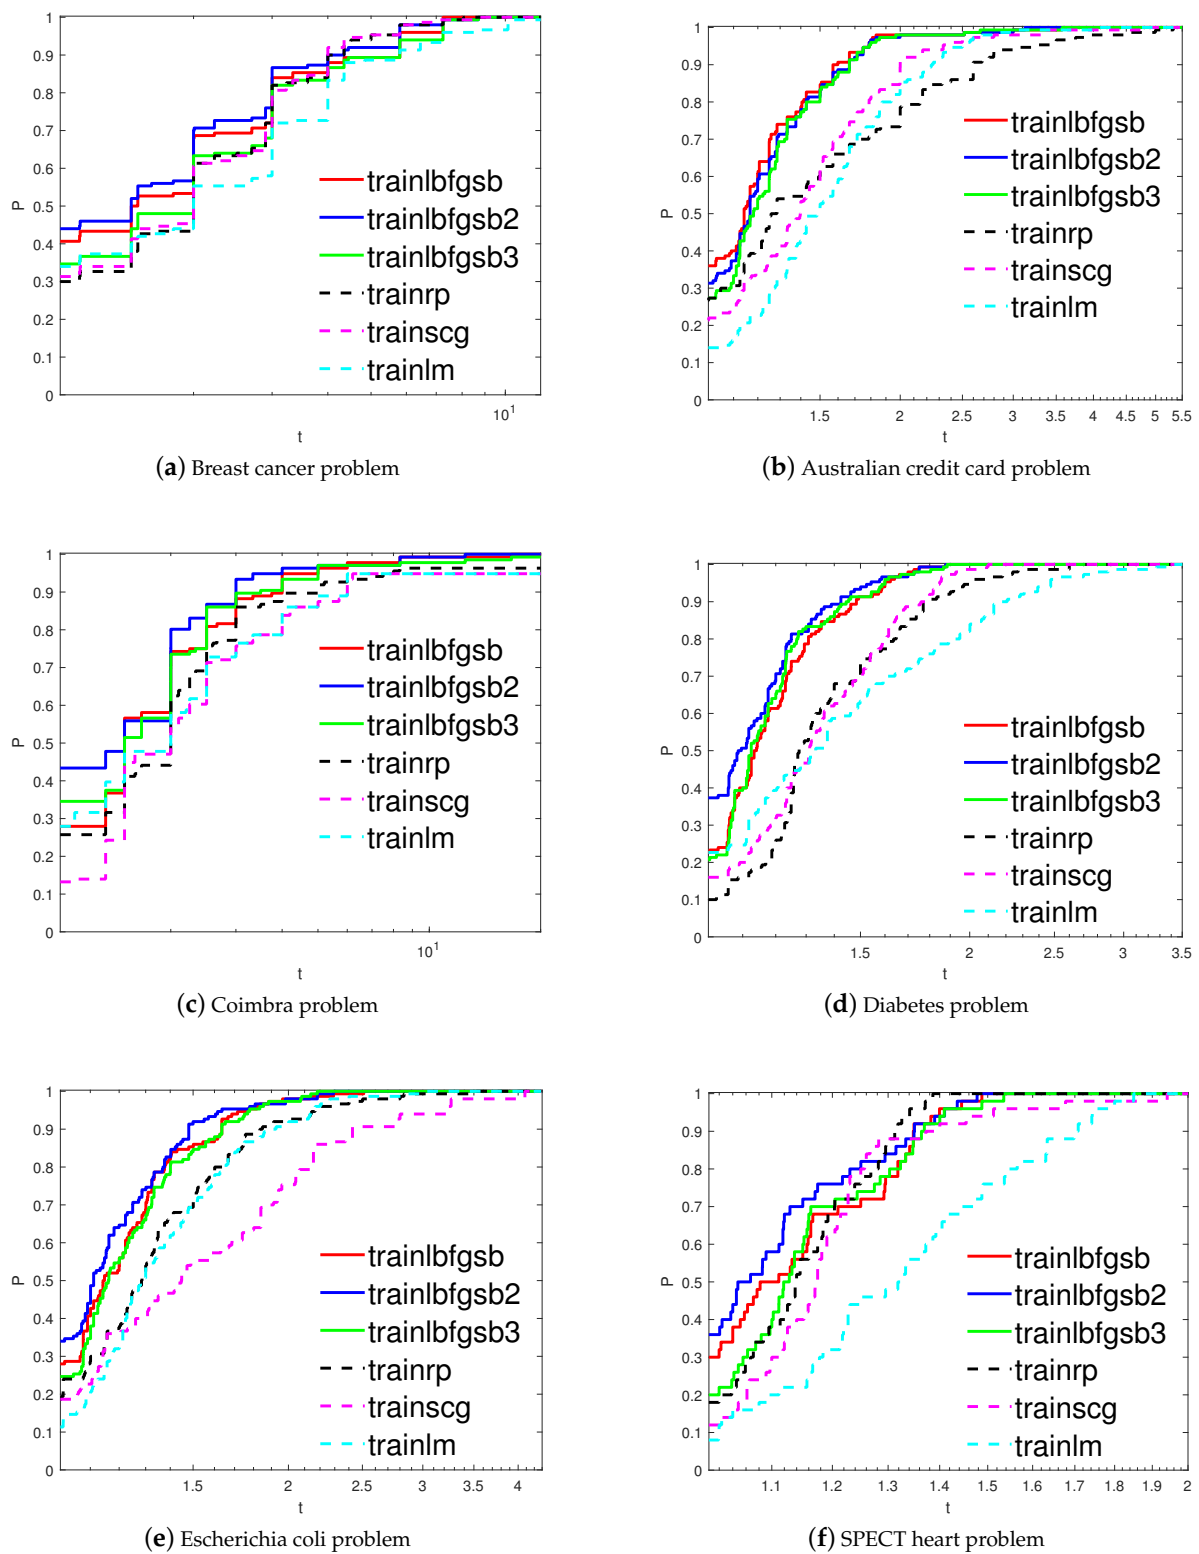 1
0.9
0.8
0.7
0.6
0.5
0.4
0.3
0.2
0.1
0
P
10¹
t
trainlbfgsb
trainlbfgsb2
trainlbfgsb3
trainrp
trainscg
trainlm
(a) Breast cancer problem
1
0.9
0.8
0.7
0.6
0.5
0.4
0.3
0.2
0.1
0
P
1.5 2 2.5 3 3.5 4 4.5 5 5.5
t
trainlbfgsb
trainlbfgsb2
trainlbfgsb3
trainrp
trainscg
trainlm
(b) Australian credit card problem
1
0.9
0.8
0.7
0.6
0.5
0.4
0.3
0.2
0.1
0
P
10¹
t
trainlbfgsb
trainlbfgsb2
trainlbfgsb3
trainrp
trainscg
trainlm
(c) Coimbra problem
1
0.9
0.8
0.7
0.6
0.5
0.4
0.3
0.2
0.1
0
P
1.5 2 2.5 3 3.5
t
trainlbfgsb
trainlbfgsb2
trainlbfgsb3
trainrp
trainscg
trainlm
(d) Diabetes problem
1
0.9
0.8
0.7
0.6
0.5
0.4
0.3
0.2
0.1
0
P
1.5 2 2.5 3 3.5 4
t
trainlbfgsb
trainlbfgsb2
trainlbfgsb3
trainrp
trainscg
trainlm
(e) Escherichia coli problem
1
0.9
0.8
0.7
0.6
0.5
0.4
0.3
0.2
0.1
0
P
1.1 1.2 1.3 1.4 1.5 1.6 1.7 1.8 1.9 2
t
trainlbfgsb
trainlbfgsb2
trainlbfgsb3
trainrp
trainscg
trainlm
(f) SPECT heart problem